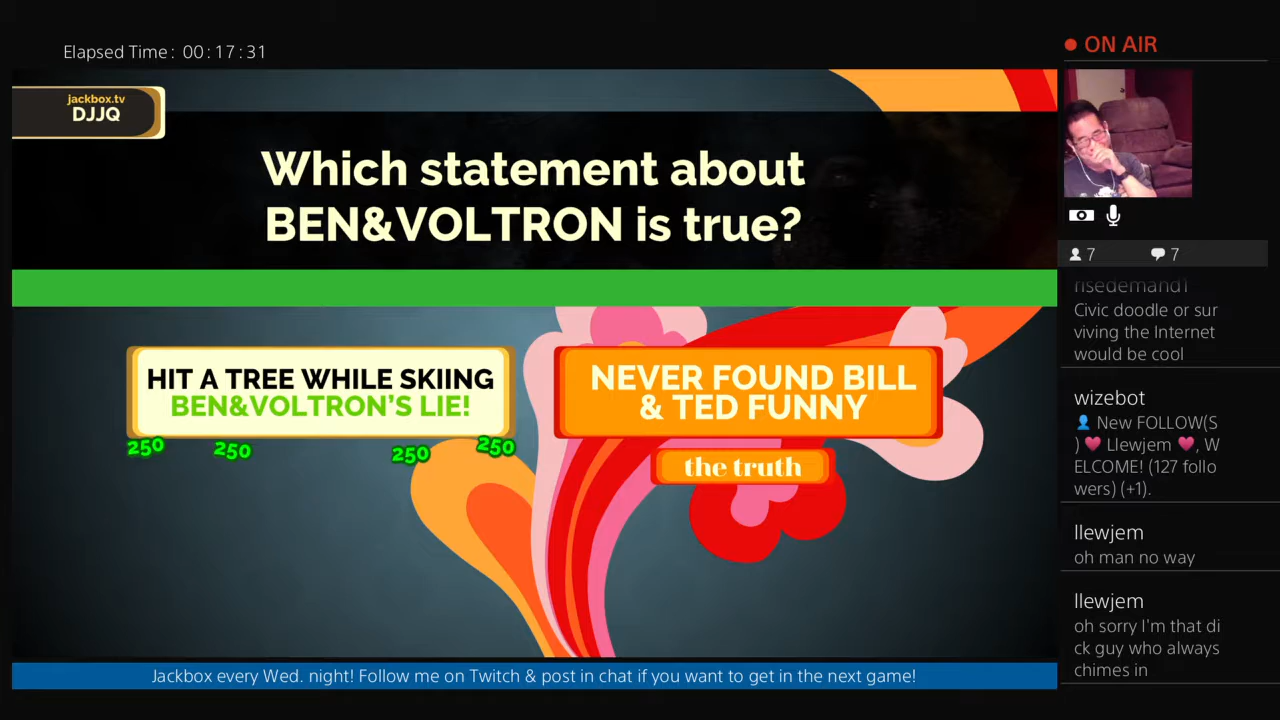 Elapsed Time: 00:17:31
ON AIR
jackbox.tv
DJJQ
Which statement about
BEN&VOLTRON is true?
7
7
HIT A TREE WHILE SKIING
BEN&VOLTRON'S LIE!
250
250
250
250
NEVER FOUND BILL
& TED FUNNY
the truth
risedemand1
Civic doodle or sur
viving the Internet
would be cool
wizebot
👤 New FOLLOW(S
) ❤ Llewjem ❤, W
ELCOME! (127 follo
wers) (+1).
llewjem
oh man no way
llewjem
oh sorry I'm that di
ck guy who always
chimes in
Jackbox every Wed. night! Follow me on Twitch & post in chat if you want to get in the next game!